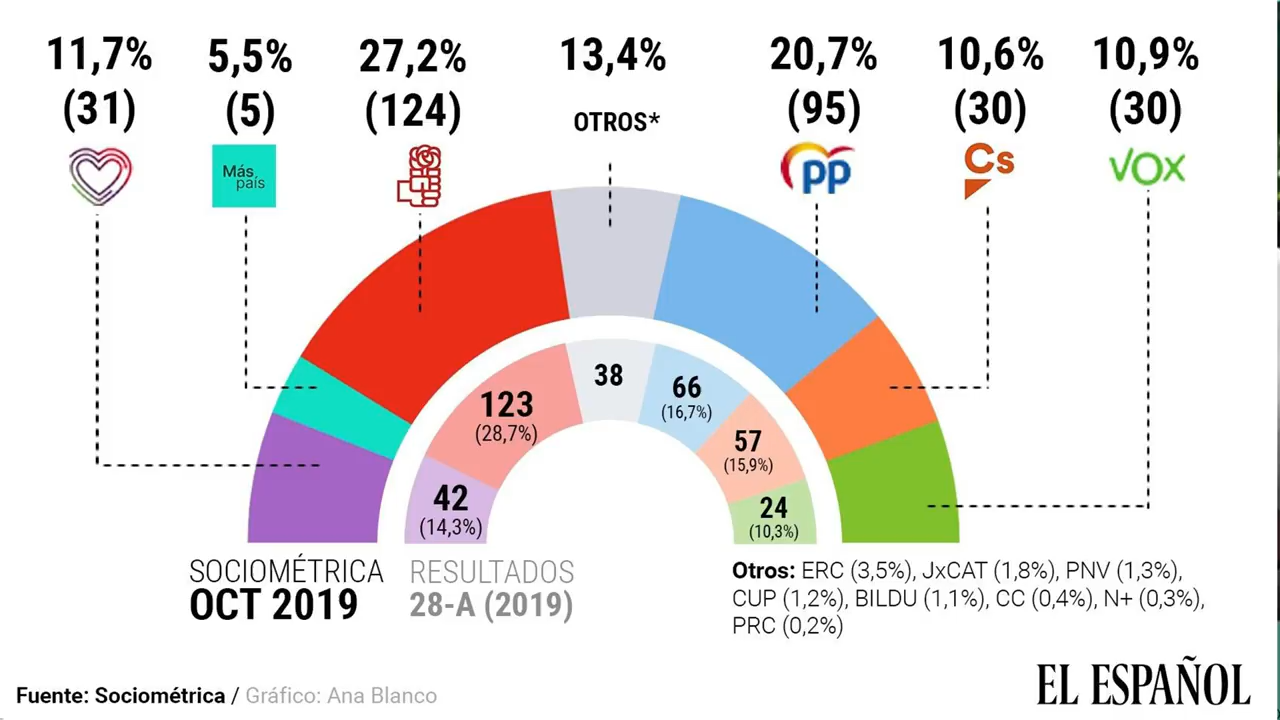 11,7%
(31)
5,5%
(5)
Más
país
27,2%
(124)
13,4%
OTROS*
20,7%
(95)
pp
10,6%
(30)
Cs
10,9%
(30)
VOX
42
(14,3%)
123
(28,7%)
38
66
(16,7%)
57
(15,9%)
24
(10,3%)
SOCIOMÉTRICA
OCT 2019
RESULTADOS
28-A (2019)
Otros: ERC (3,5%), JxCAT (1,8%), PNV (1,3%),
CUP (1,2%), BILDU (1,1%), CC (0,4%), N+ (0,3%),
PRC (0,2%)
Fuente: Sociométrica / Gráfico: Ana Blanco
EL ESPAÑOL